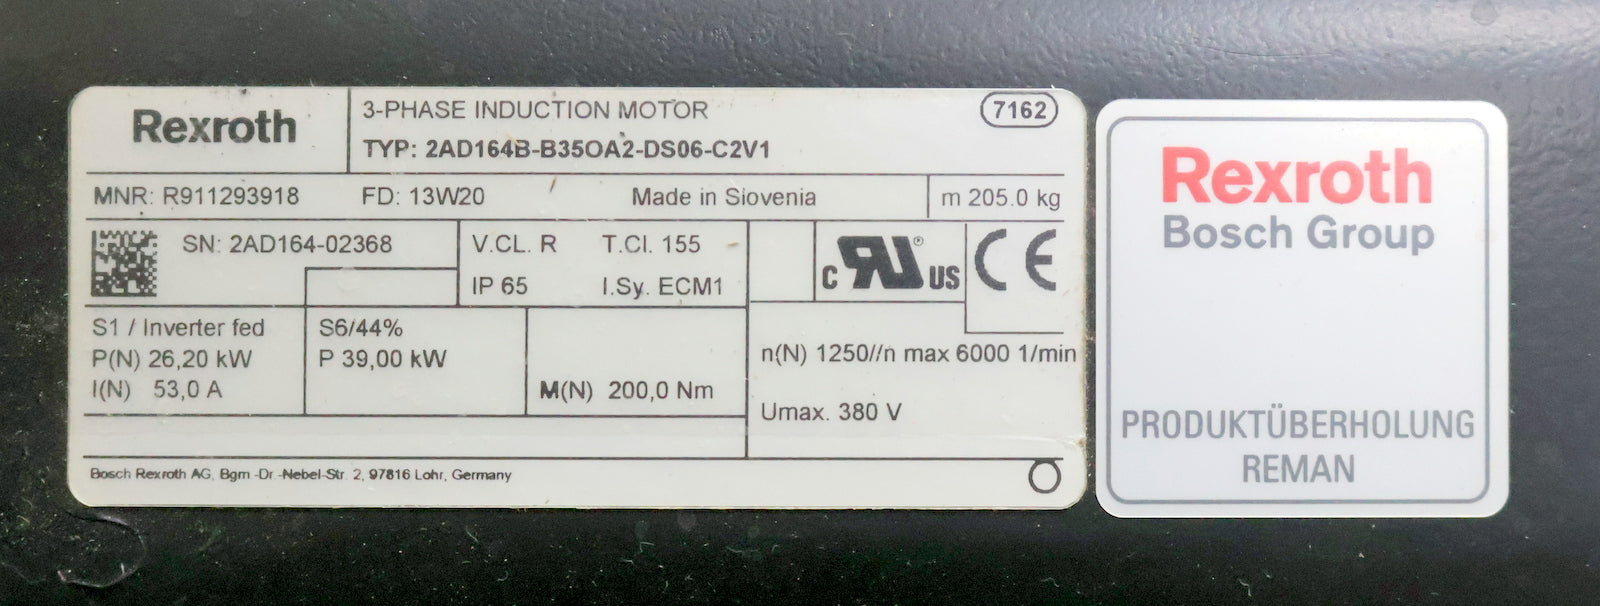 Rexroth
3-PHASE INDUCTION MOTOR
7162
TYP: 2AD164B-B35OA2-DS06-C2V1
MNR: R911293918 FD: 13W20 Made in Slovenia m 205.0 kg
SN: 2AD164-02368 V.CL. R T.Cl. 155
IP 65 I.Sy. ECM1
C RU® US CE
S1 / Inverter fed S6/44%
P(N) 26,20 kW P 39,00 kW
I(N) 53,0 A M(N) 200,0 Nm
n(N) 1250//n max 6000 1/min
Umax. 380 V
Bosch Rexroth AG, Bgm.-Dr.-Nebel-Str. 2, 97816 Lohr, Germany
Rexroth
Bosch Group
PRODUKTÜBERHOLUNG
REMAN